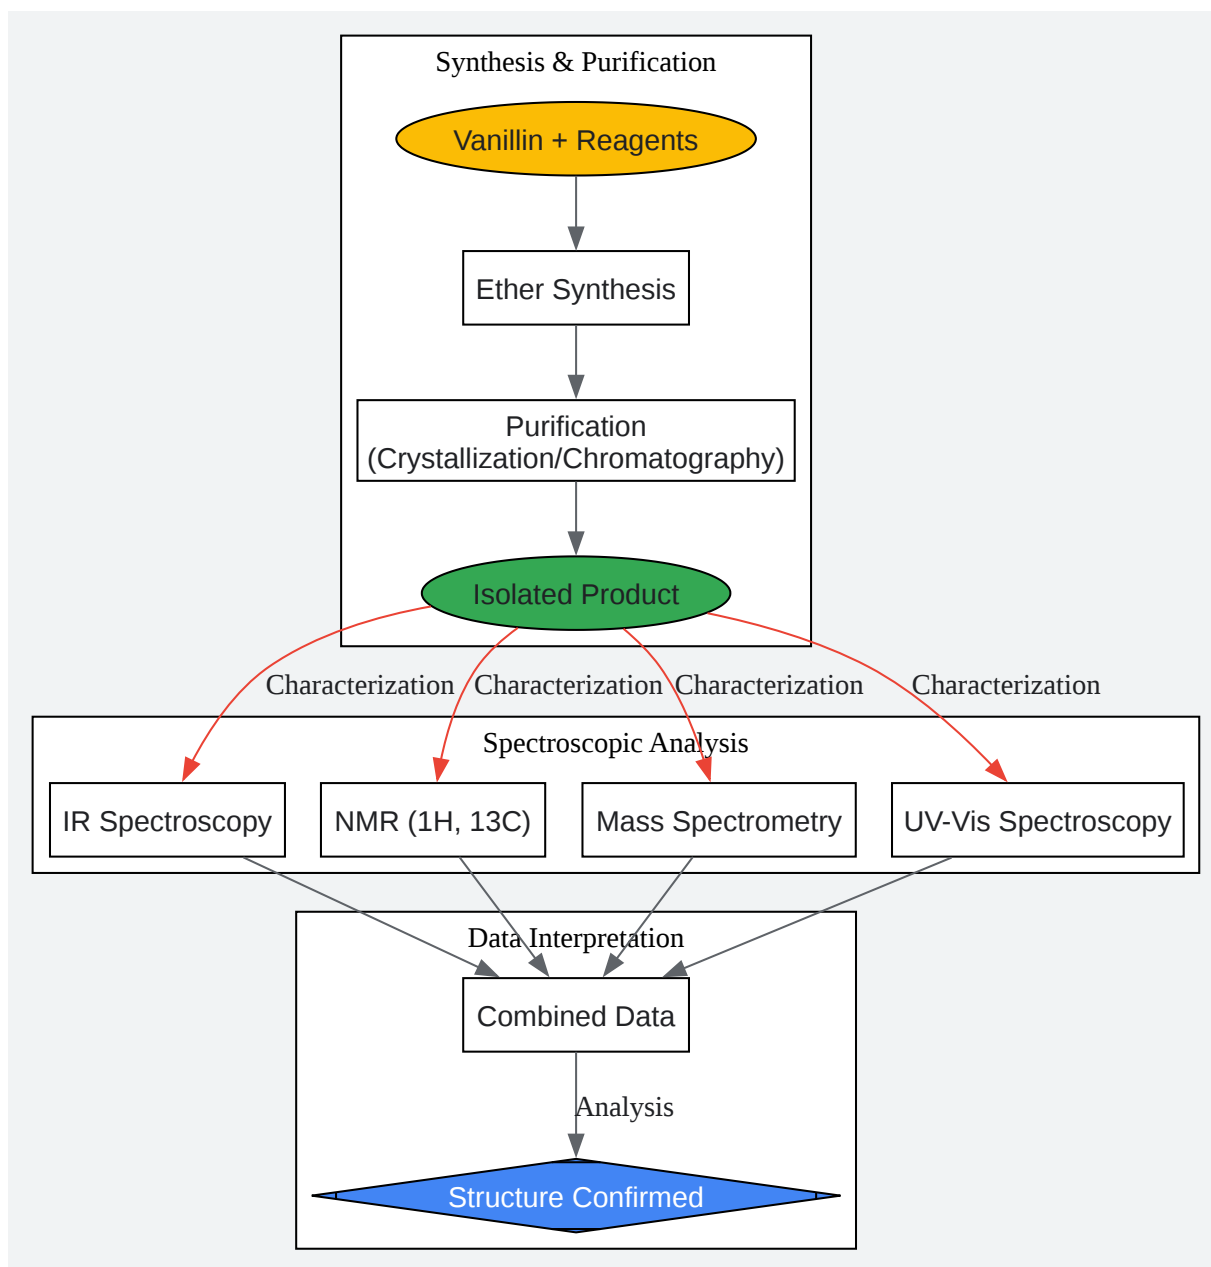 Synthesis & Purification
Vanillin + Reagents
Ether Synthesis
Purification
(Crystallization/Chromatography)
Isolated Product
Characterization
Characterization
Characterization
Characterization
Spectroscopic Analysis
IR Spectroscopy
NMR (1H, 13C)
Mass Spectrometry
UV-Vis Spectroscopy
Data Interpretation
Combined Data
Analysis
Structure Confirmed